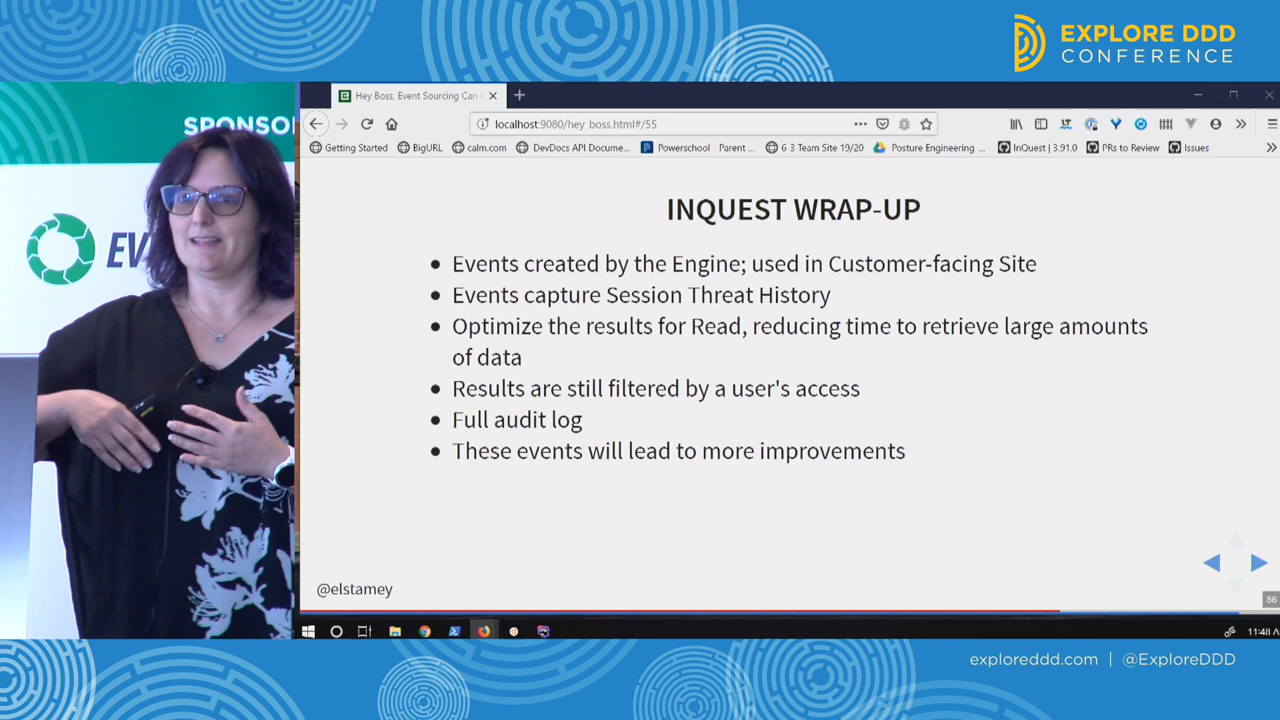 EXPLORE DDD
CONFERENCE
SPONSO
EV
Hey Boss, Event Sourcing Can
localhost:9080/hey_boss.html#/55
Getting Started
BigURL
calm.com
DevDocs API Docume...
Powerschool Parent ...
6-3 Team Site 19/20
Posture Engineering ...
InQuest | 3.91.0
PRs to Review
Issues
INQUEST WRAP-UP
Events created by the Engine; used in Customer-facing Site
Events capture Session Threat History
Optimize the results for Read, reducing time to retrieve large amounts
of data
Results are still filtered by a user's access
Full audit log
These events will lead to more improvements
@elstamey
56
11:48 A
exploreddd.com | @ExploreDDD